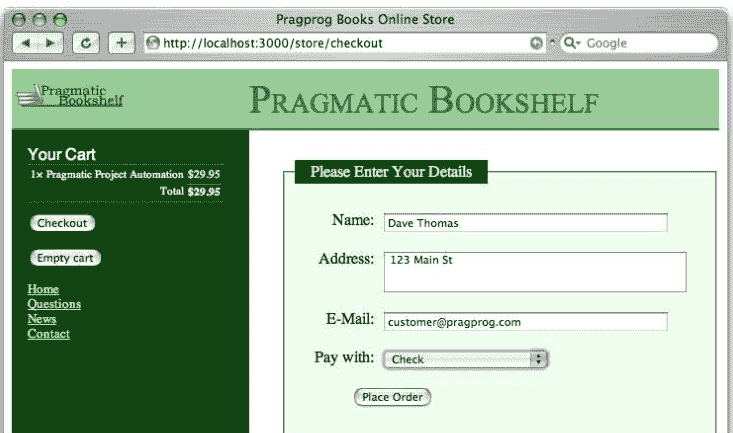 Pragprog Books Online Store
http://localhost:3000/store/checkout
Google
Pragmatic
Bookshelf
PRAGMATIC BOOKSHELF
Your Cart
1× Pragmatic Project Automation $29.95
Total $29.95
Checkout
Empty cart
Home
Questions
News
Contact
Please Enter Your Details
Name: Dave Thomas
Address: 123 Main St
E-Mail: customer@pragprog.com
Pay with: Check
Place Order